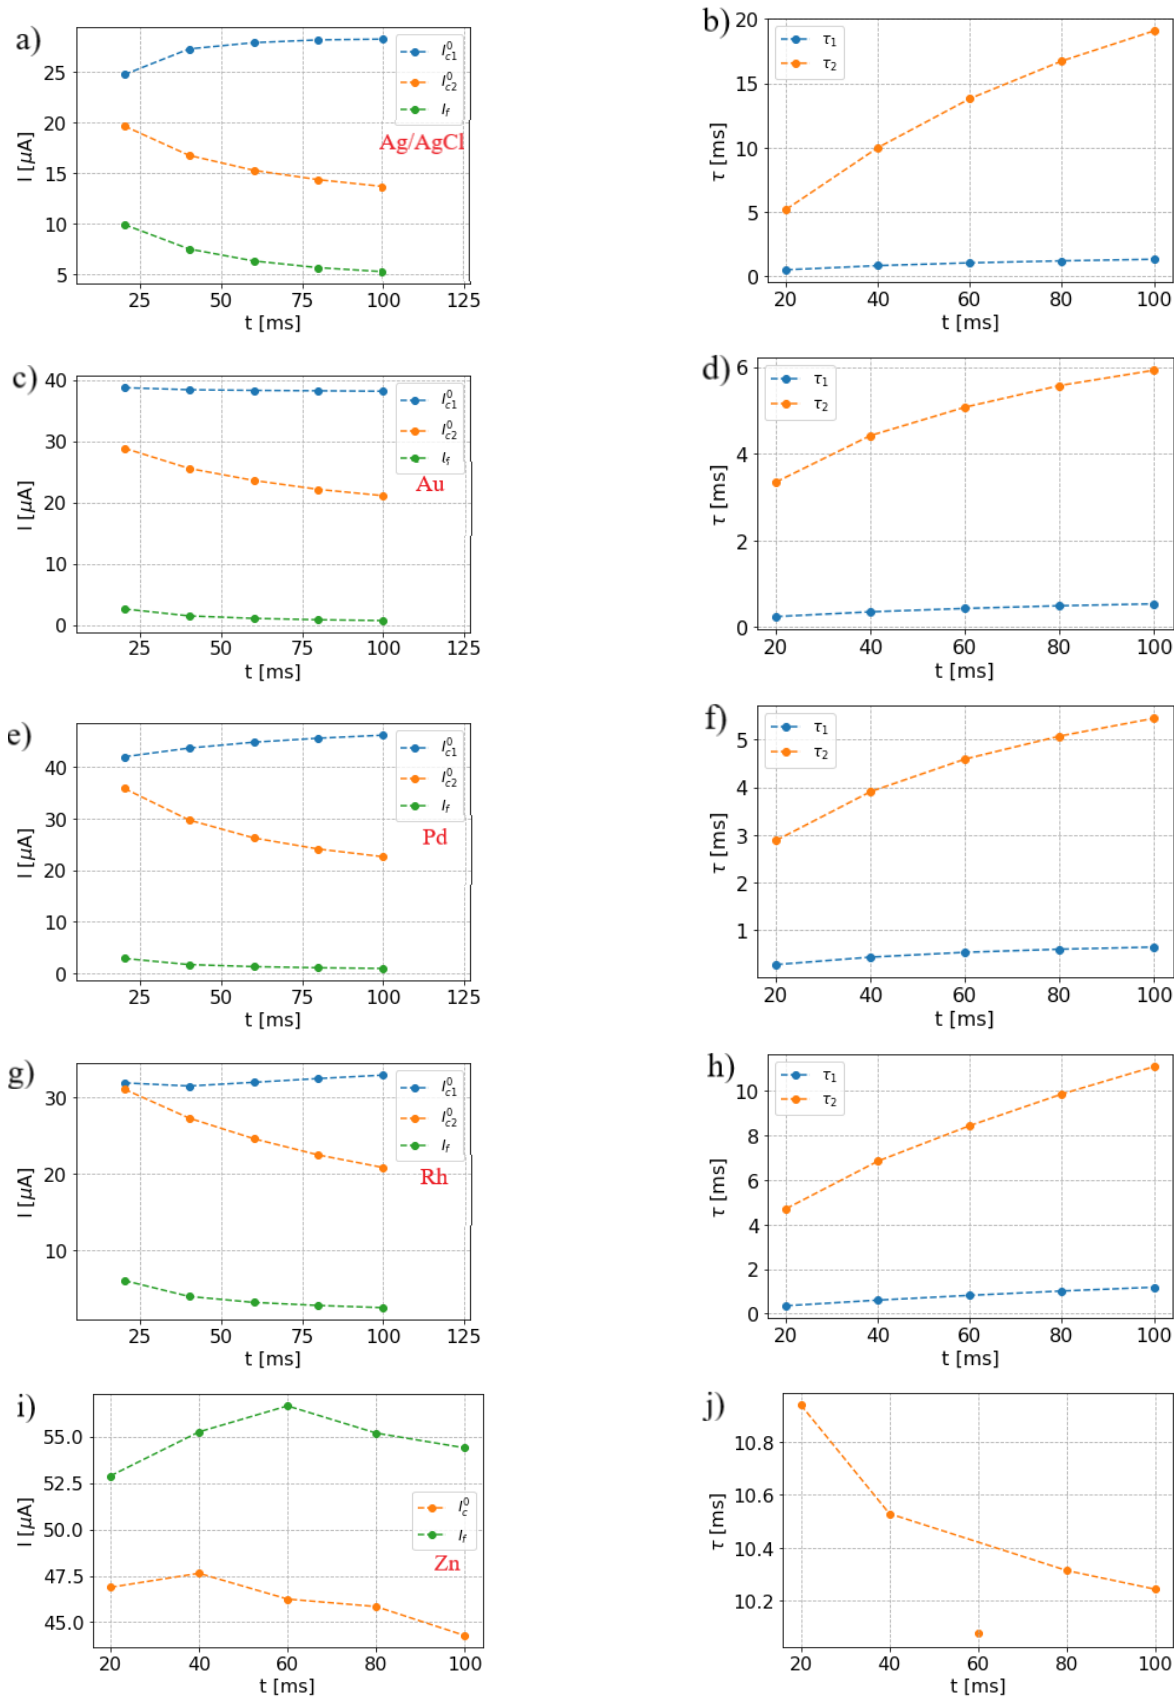 a)
I [μA]
25
20
15
10
5
I⁰c1
I⁰c2
If
Ag/AgCl
25 50 75 100 125
t [ms]
b)
τ [ms]
20
15
10
5
0
τ1
τ2
20 40 60 80 100
t [ms]
c)
I [μA]
40
30
20
10
0
I⁰c1
I⁰c2
If
Au
25 50 75 100 125
t [ms]
d)
τ [ms]
6
4
2
0
τ1
τ2
20 40 60 80 100
t [ms]
e)
I [μA]
40
30
20
10
0
I⁰c1
I⁰c2
If
Pd
25 50 75 100 125
t [ms]
f)
τ [ms]
5
4
3
2
1
τ1
τ2
20 40 60 80 100
t [ms]
g)
I [μA]
30
20
10
I⁰c1
I⁰c2
If
Rh
25 50 75 100 125
t [ms]
h)
τ [ms]
10
8
6
4
2
0
τ1
τ2
20 40 60 80 100
t [ms]
i)
I [μA]
55.0
52.5
50.0
47.5
45.0
I⁰c
If
Zn
20 40 60 80 100
t [ms]
j)
τ [ms]
10.8
10.6
10.4
10.2
20 40 60 80 100
t [ms]